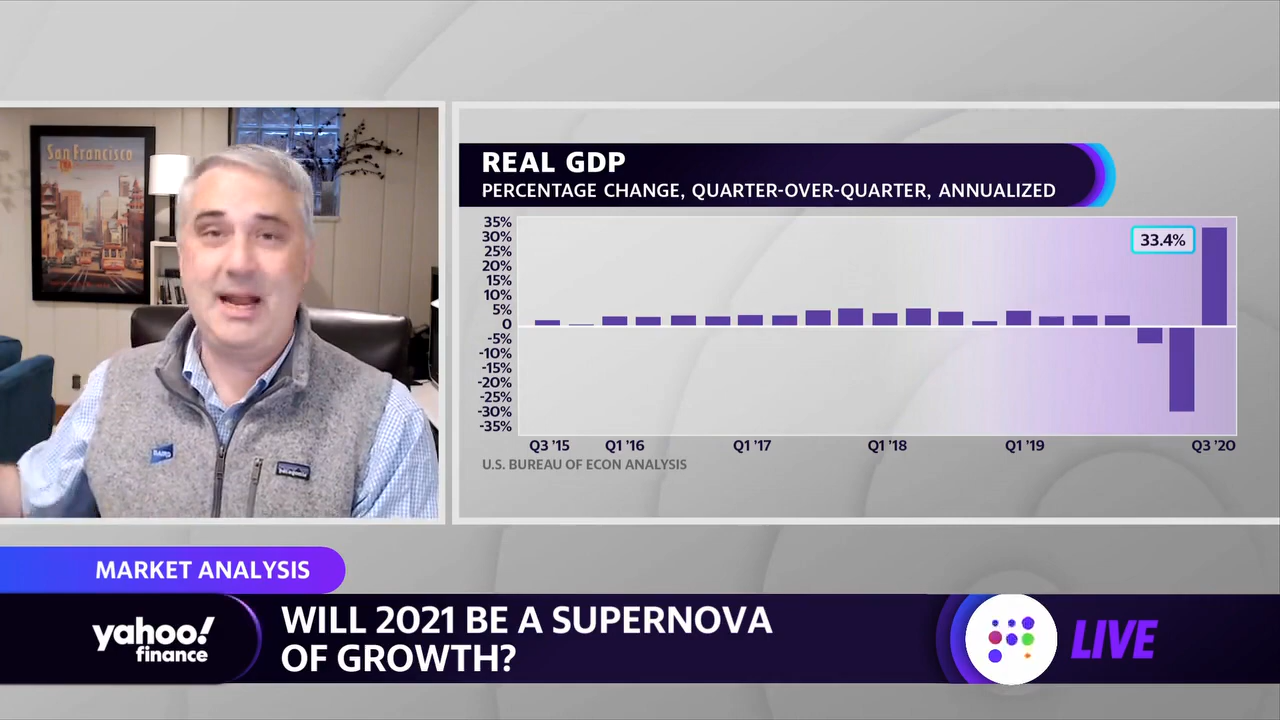 San Francisco
BAIRD
patagonia
REAL GDP
PERCENTAGE CHANGE, QUARTER-OVER-QUARTER, ANNUALIZED
35%
30%
25%
20%
15%
10%
5%
0
-5%
-10%
-15%
-20%
-25%
-30%
-35%
33.4%
Q3 '15 Q1 '16 Q1 '17 Q1 '18 Q1 '19 Q3 '20
U.S. BUREAU OF ECON ANALYSIS
MARKET ANALYSIS
yahoo!
finance
WILL 2021 BE A SUPERNOVA
OF GROWTH?
LIVE